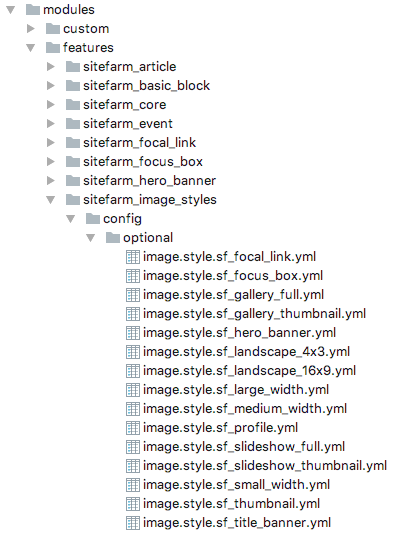 modules
custom
features
sitefarm_article
sitefarm_basic_block
sitefarm_core
sitefarm_event
sitefarm_focal_link
sitefarm_focus_box
sitefarm_hero_banner
sitefarm_image_styles
config
optional
image.style.sf_focal_link.yml
image.style.sf_focus_box.yml
image.style.sf_gallery_full.yml
image.style.sf_gallery_thumbnail.yml
image.style.sf_hero_banner.yml
image.style.sf_landscape_4x3.yml
image.style.sf_landscape_16x9.yml
image.style.sf_large_width.yml
image.style.sf_medium_width.yml
image.style.sf_profile.yml
image.style.sf_slideshow_full.yml
image.style.sf_slideshow_thumbnail.yml
image.style.sf_small_width.yml
image.style.sf_thumbnail.yml
image.style.sf_title_banner.yml